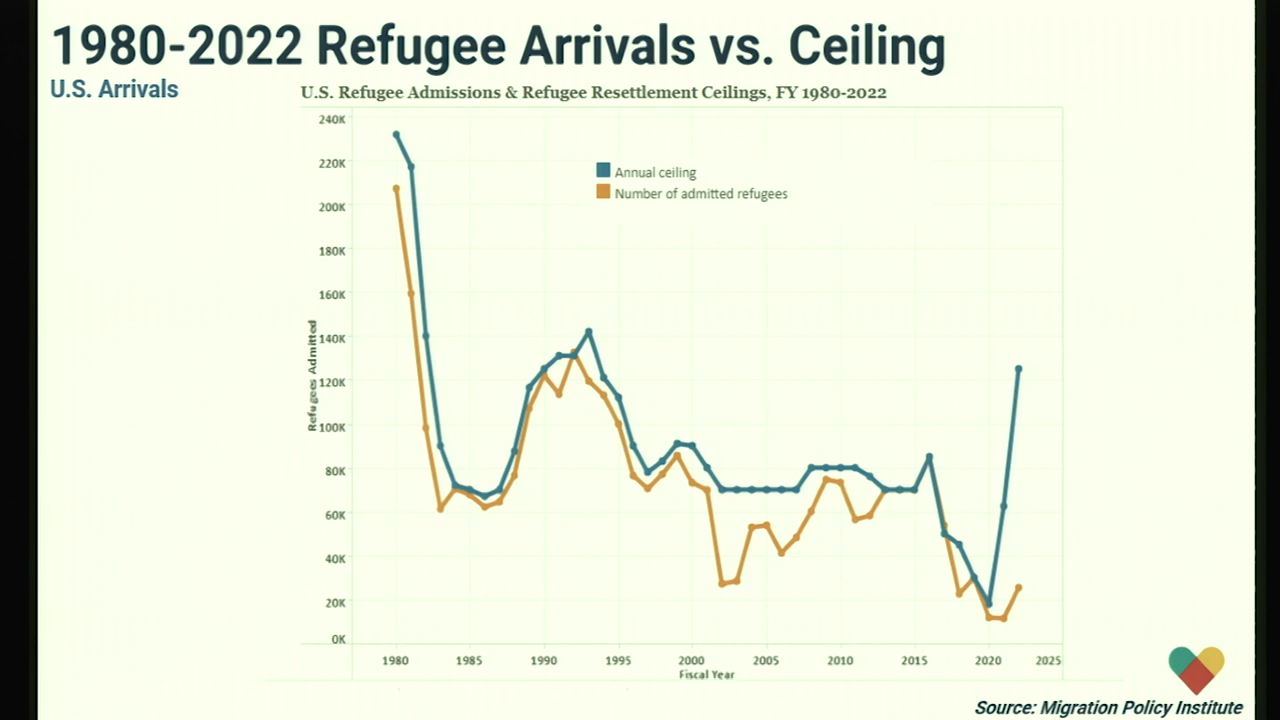 1980-2022 Refugee Arrivals vs. Ceiling
U.S. Arrivals
U.S. Refugee Admissions & Refugee Resettlement Ceilings, FY 1980-2022
240K
220K
200K
180K
160K
140K
120K
100K
80K
60K
40K
20K
0K
Refugees Admitted
Annual ceiling
Number of admitted refugees
1980 1985 1990 1995 2000 2005 2010 2015 2020 2025
Fiscal Year
Source: Migration Policy Institute